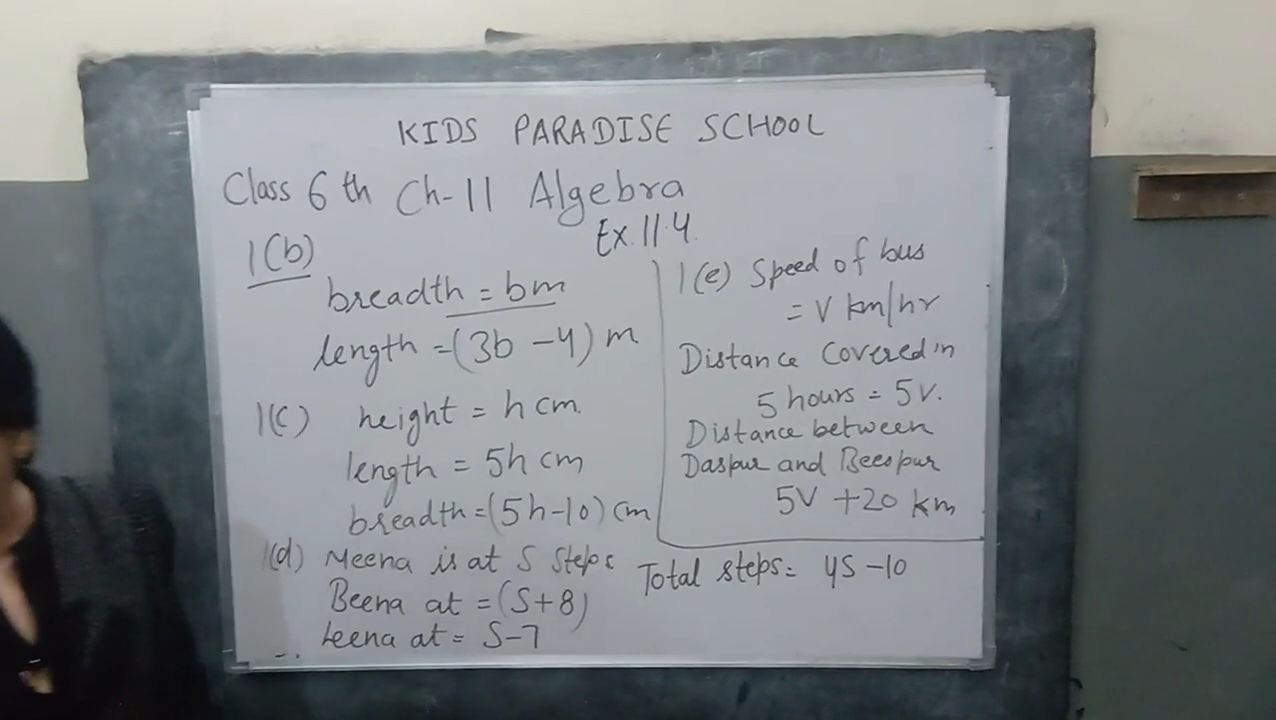 KIDS PARADISE SCHOOL
Class 6 th Ch-11 Algebra
Ex.11.4
1(b)
breadth = bm
length =(3b -4) m
1(c) height = h cm.
length = 5h cm
breadth=(5h-10) cm
1(d) Meena is at S Steps
Beena at = (S+8)
Leena at = S-7
Total steps= 4S -10
1(e) Speed of bus
= V km/hr
Distance Covered in
5 hours = 5V.
Distance between
Daspur and Beespur
5V +20 km